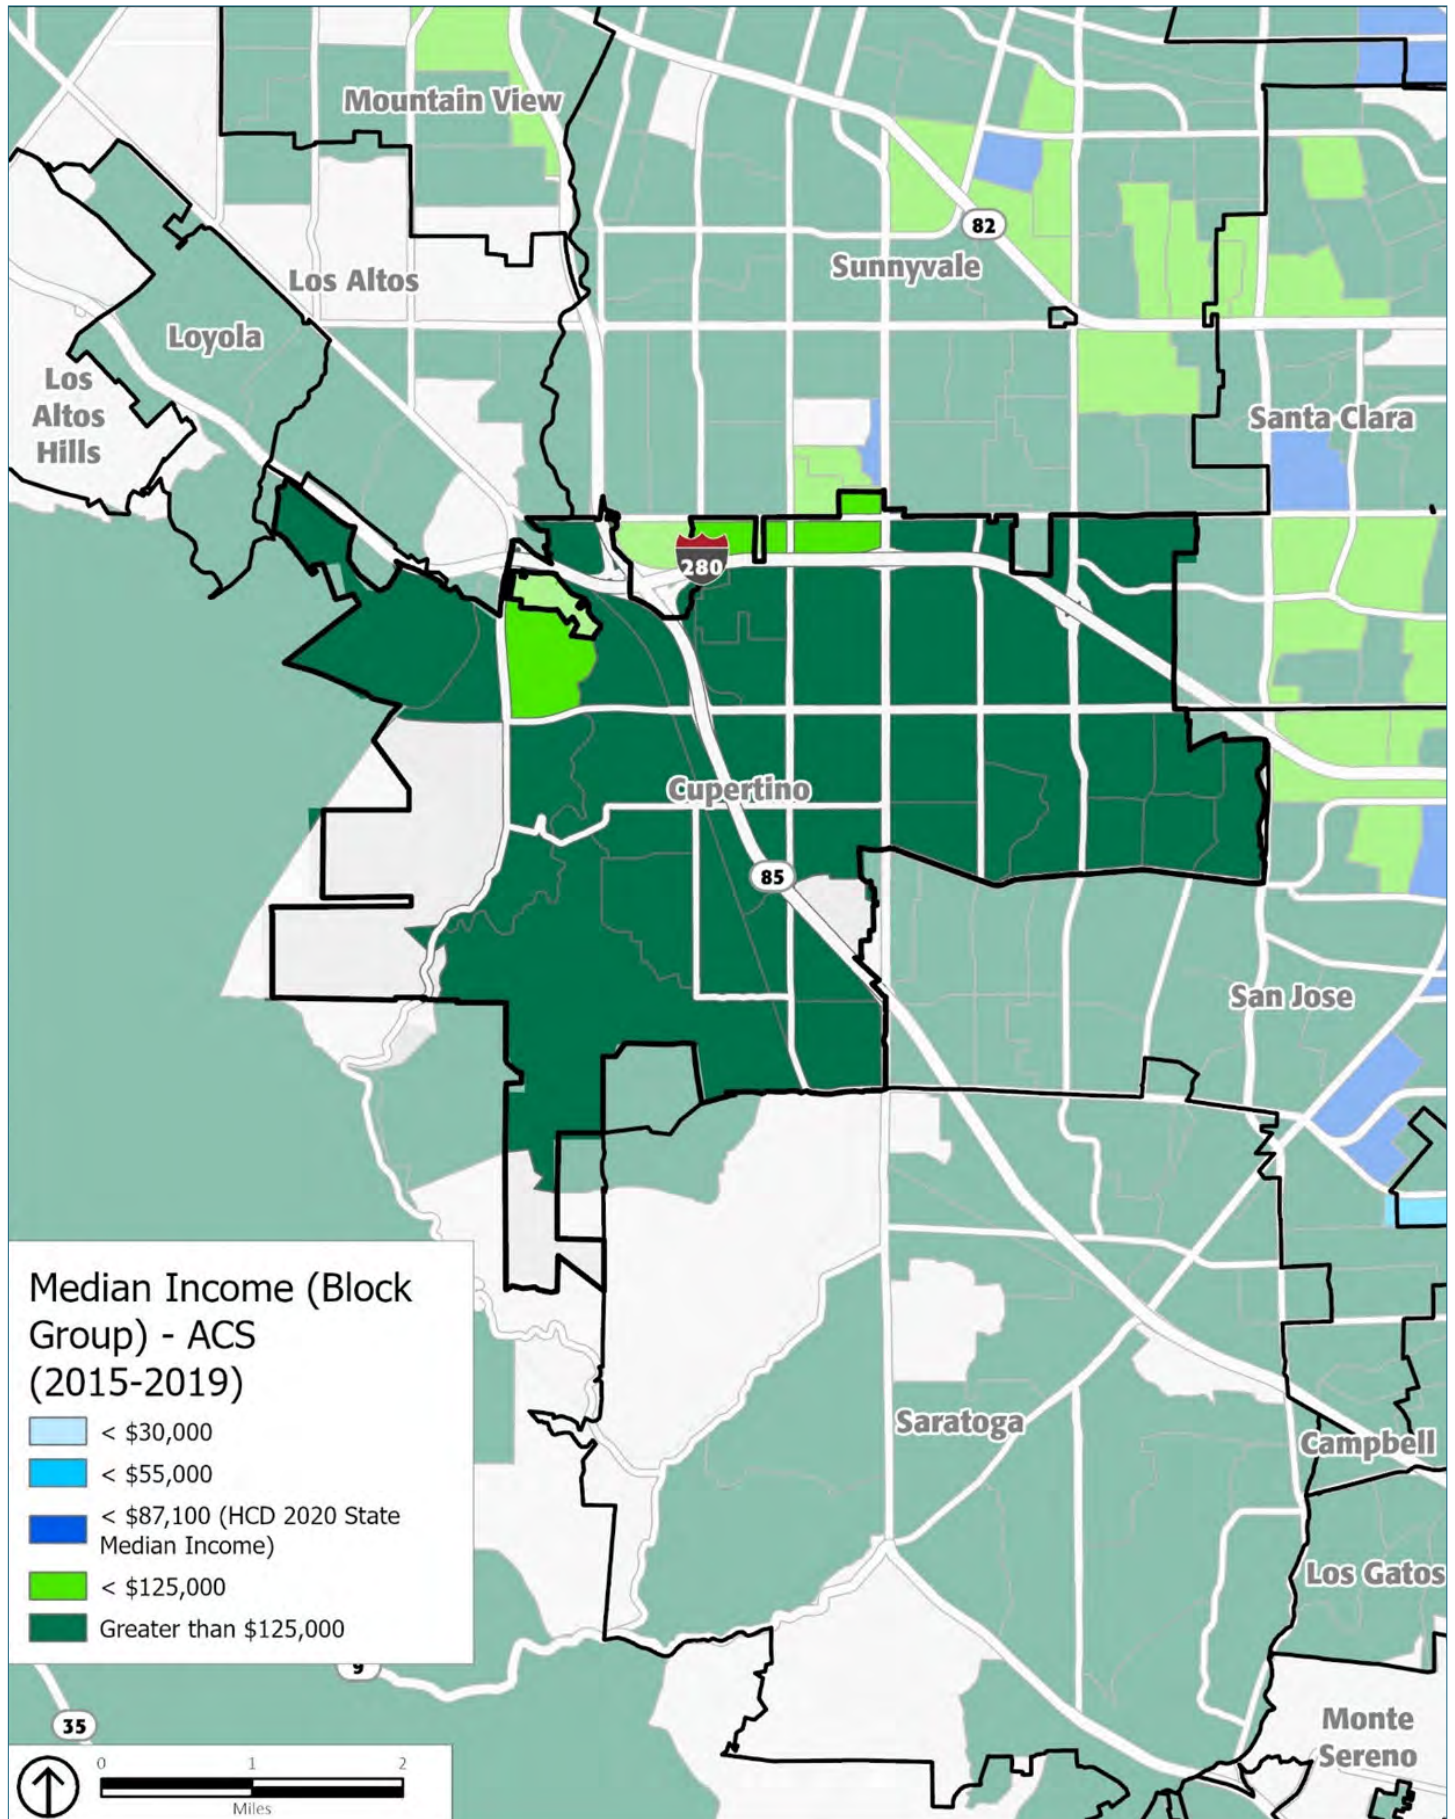 Mountain View
82
Sunnyvale
Los Altos
Loyola
Los
Altos
Hills
Santa Clara
280
Cupertino
85
San Jose
Median Income (Block
Group) - ACS
(2015-2019)
< $30,000
< $55,000
< $87,100 (HCD 2020 State
Median Income)
< $125,000
Greater than $125,000
Saratoga
Campbell
Los Gatos
9
35
Monte
Sereno
0 1 2
Miles